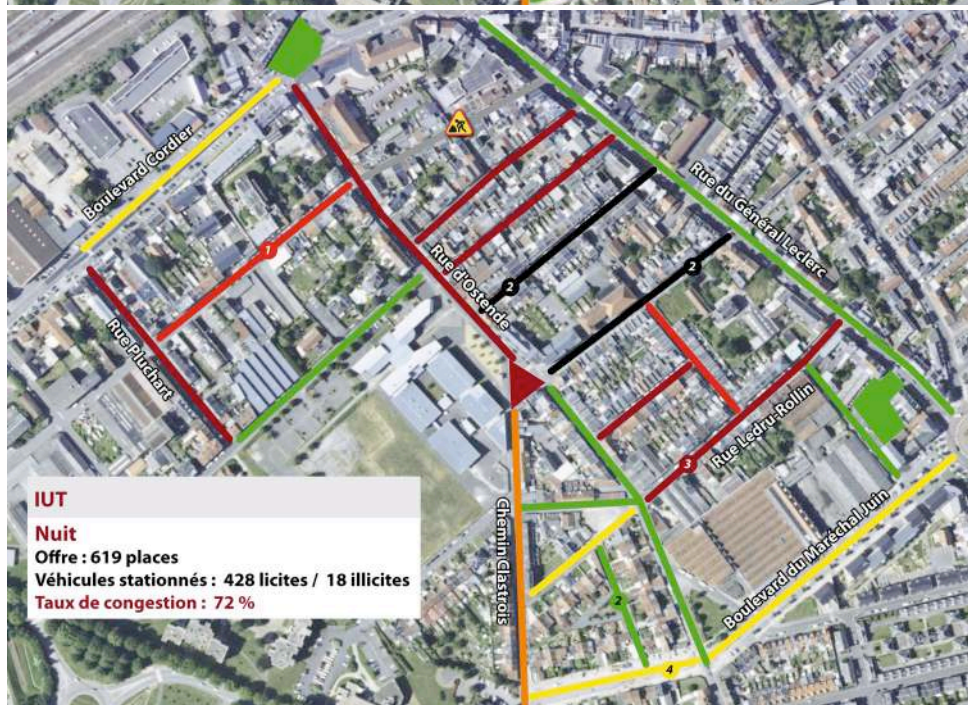 Boulevard Cordier
1
Rue du Général Leclerc
Rue d'Ostende
2
2
Rue Pluchart
Rue Ledru-Rollin
3
IUT
Nuit
Offre : 619 places
Véhicules stationnés : 428 licites / 18 illicites
Taux de congestion : 72 %
Chemin Clastrois
Boulevard du Maréchal Juin
2
4